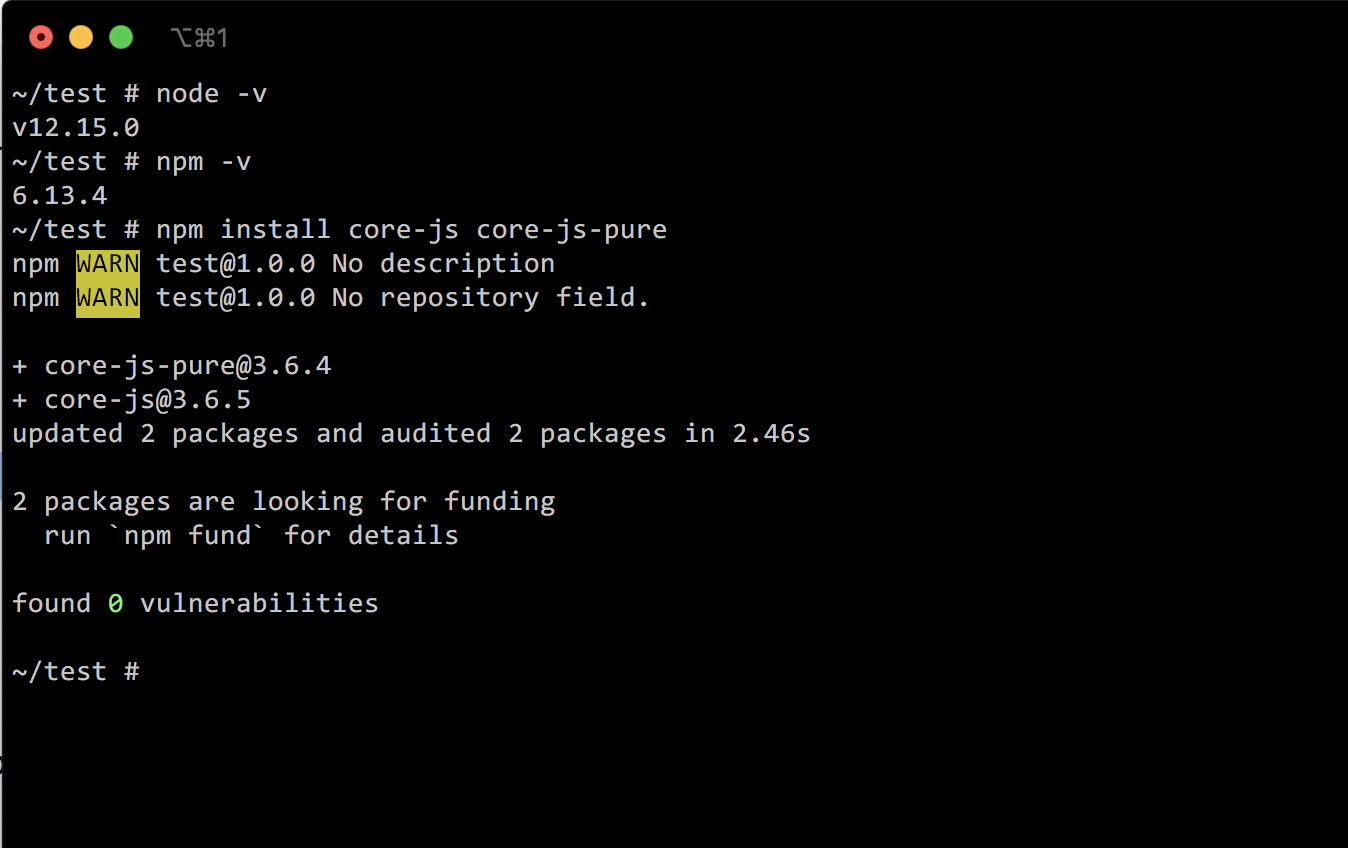 ⌥⌘1
~/test # node -v
v12.15.0
~/test # npm -v
6.13.4
~/test # npm install core-js core-js-pure
npm WARN test@1.0.0 No description
npm WARN test@1.0.0 No repository field.

+ core-js-pure@3.6.4
+ core-js@3.6.5
updated 2 packages and audited 2 packages in 2.46s

2 packages are looking for funding
  run `npm fund` for details

found 0 vulnerabilities

~/test #